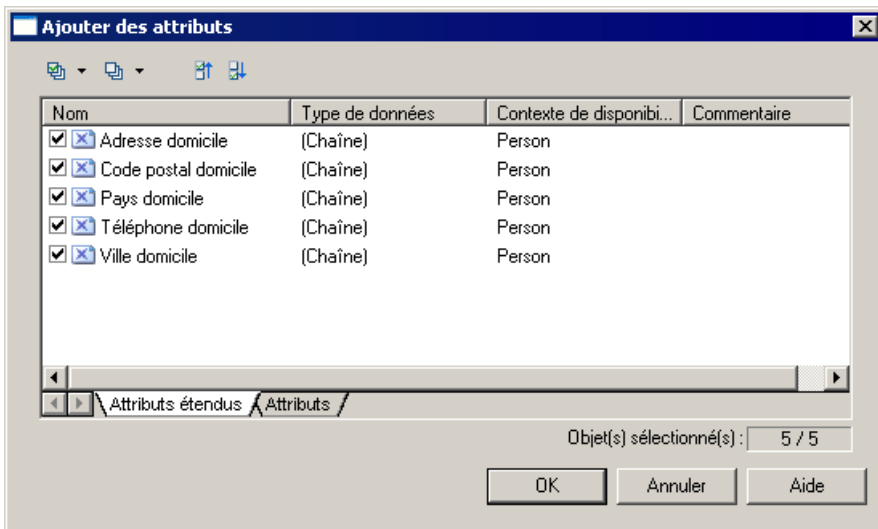 Ajouter des attributs
Nom Type de données Contexte de disponibi... Commentaire
Adresse domicile (Chaîne) Person
Code postal domicile (Chaîne) Person
Pays domicile (Chaîne) Person
Téléphone domicile (Chaîne) Person
Ville domicile (Chaîne) Person
Attributs étendus Attributs
Objet(s) sélectionné(s) : 5 / 5
OK Annuler Aide